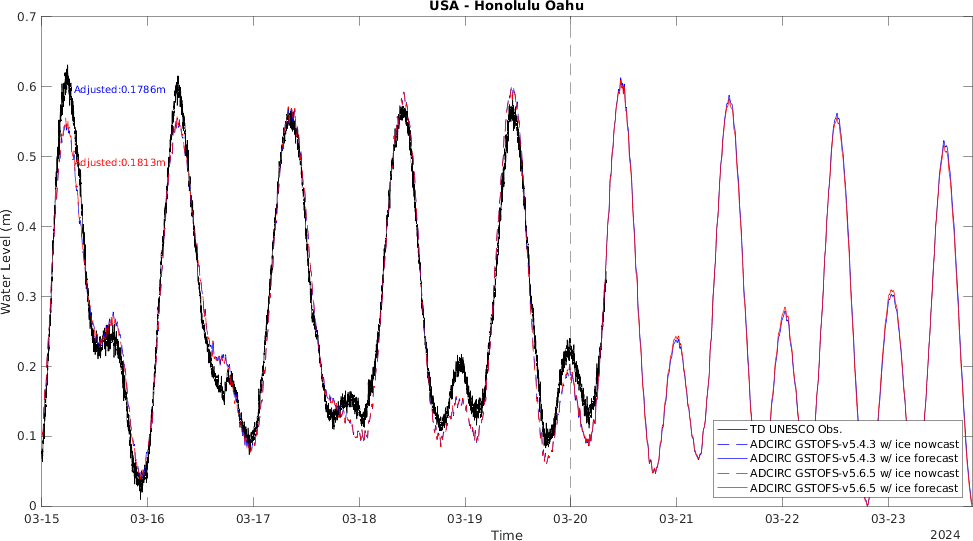 USA - Honolulu Oahu
0.7
0.6
0.5
0.4
0.3
0.2
0.1
0
Water Level (m)
Adjusted:0.1786m
Adjusted:0.1813m
TD UNESCO Obs.
ADCIRC GSTOFS-v5.4.3 w/ ice nowcast
ADCIRC GSTOFS-v5.4.3 w/ ice forecast
ADCIRC GSTOFS-v5.6.5 w/ ice nowcast
ADCIRC GSTOFS-v5.6.5 w/ ice forecast
03-15 03-16 03-17 03-18 03-19 03-20 03-21 03-22 03-23
Time
2024